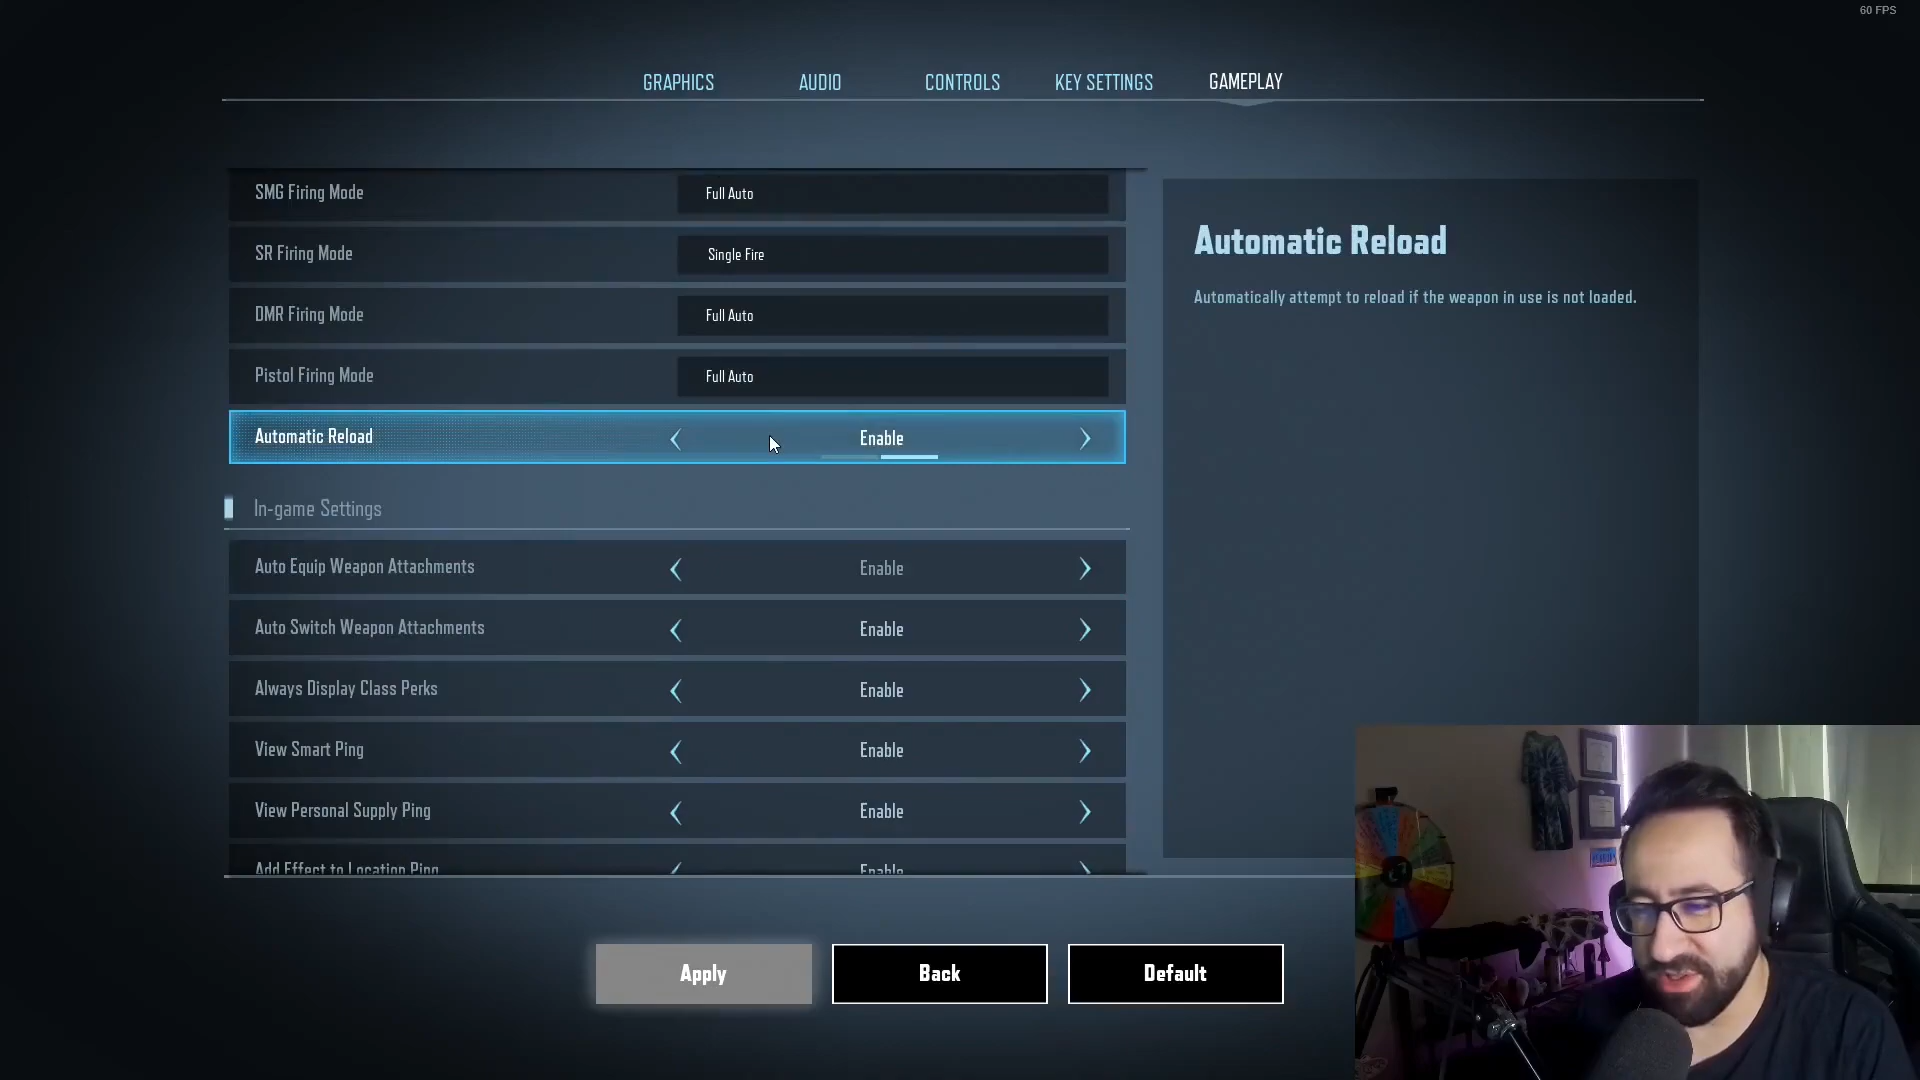 60 FPS
GRAPHICS
AUDIO
CONTROLS
KEY SETTINGS
GAMEPLAY
SMG Firing Mode
Full Auto
SR Firing Mode
Single Fire
DMR Firing Mode
Full Auto
Pistol Firing Mode
Full Auto
Automatic Reload
Enable
In-game Settings
Auto Equip Weapon Attachments
Enable
Auto Switch Weapon Attachments
Enable
Always Display Class Perks
Enable
View Smart Ping
Enable
View Personal Supply Ping
Enable
Add Effect to Location Ping
Enable
Automatic Reload
Automatically attempt to reload if the weapon in use is not loaded.
Apply
Back
Default